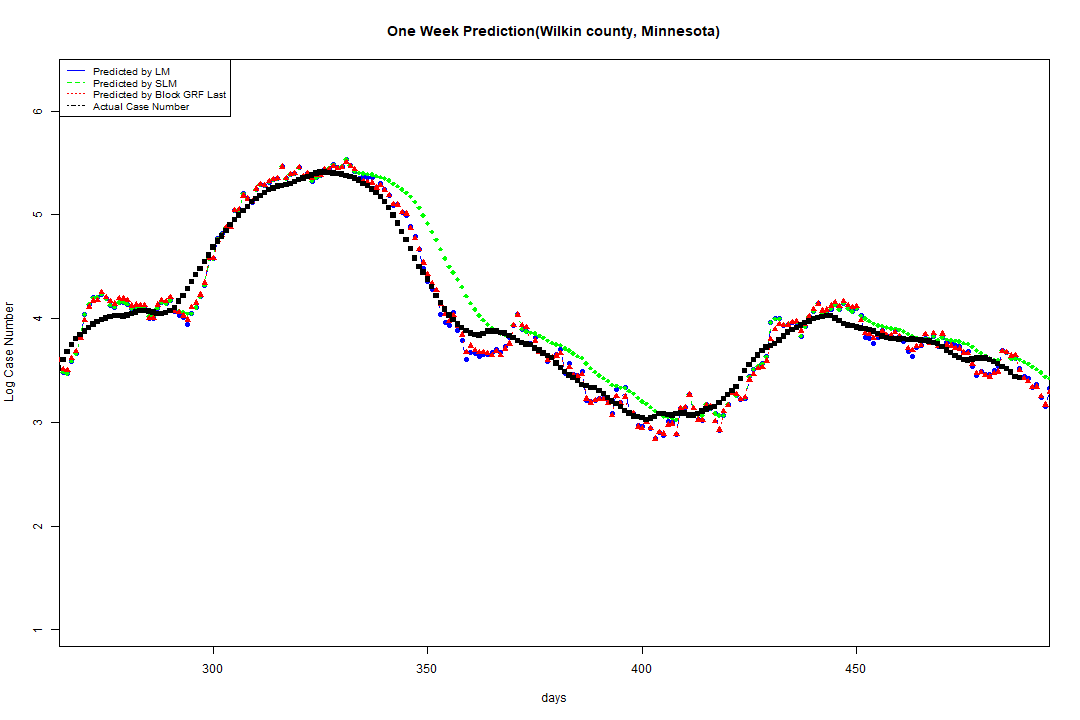 One Week Prediction(Wilkin county, Minnesota)
Predicted by LM
Predicted by SLM
Predicted by Block GRF Last
Actual Case Number
6
5
4
3
2
1
Log Case Number
300 350 400 450
days